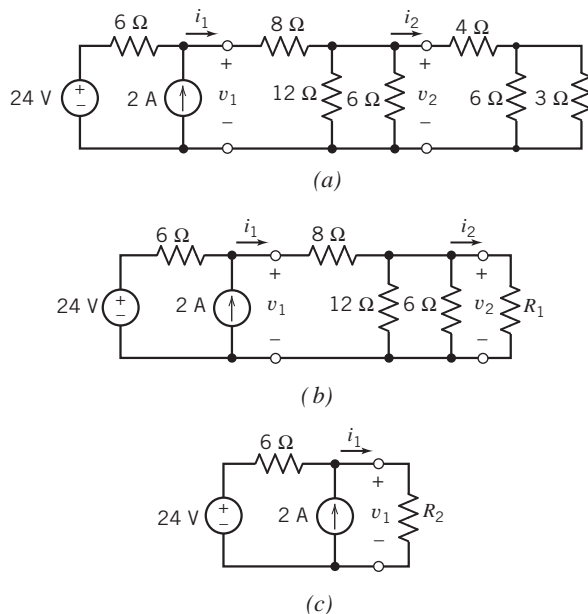 6 Ω i1 8 Ω i2 4 Ω
24 V + − 2 A + v1 − 12 Ω 6 Ω + v2 − 6 Ω 3 Ω
(a)
6 Ω i1 8 Ω i2
24 V + − 2 A + v1 − 12 Ω 6 Ω + v2 − R1
(b)
6 Ω i1
24 V + − 2 A + v1 − R2
(c)